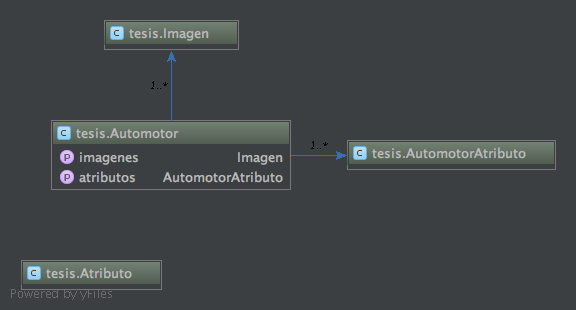 C tesis.Imagen
1..*
C tesis.Automotor
P imagenes Imagen
P atributos AutomotorAtributo
1..*
C tesis.AutomotorAtributo
C tesis.Atributo
Powered by yFiles